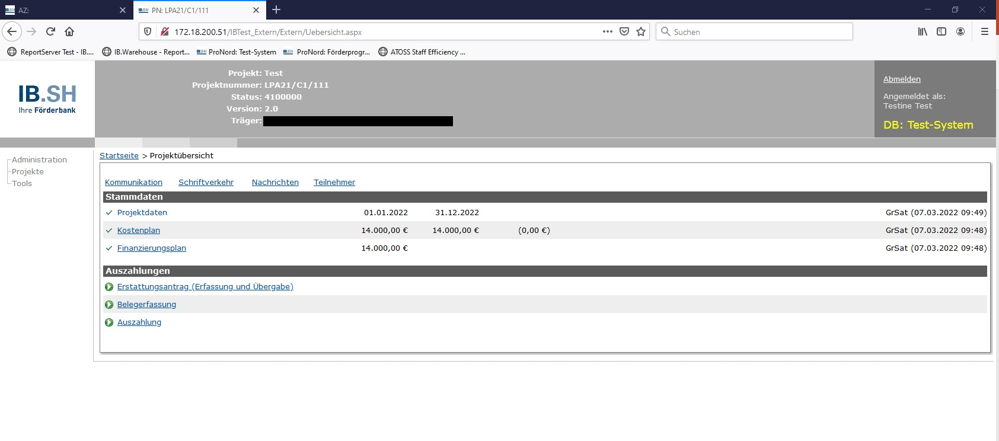 AZ:
PN: LPA21/C1/111
172.18.200.51/IBTest_Extern/Extern/Uebersicht.aspx
Suchen
ReportServer Test - IB....
IB.Warehouse - Report...
ProNord: Test-System
ProNord: Förderprogr...
ATOSS Staff Efficiency ...
IB.SH
Ihre Förderbank
Projekt: Test
Projektnummer: LPA21/C1/111
Status: 4100000
Version: 2.0
Träger:
Abmelden
Angemeldet als:
Testine Test
DB: Test-System
Administration
Projekte
Tools
Startseite > Projektübersicht
Kommunikation Schriftverkehr Nachrichten Teilnehmer
Stammdaten
Projektdaten 01.01.2022 31.12.2022 GrSat (07.03.2022 09:49)
Kostenplan 14.000,00 € 14.000,00 € (0,00 €) GrSat (07.03.2022 09:48)
Finanzierungsplan 14.000,00 € GrSat (07.03.2022 09:48)
Auszahlungen
Erstattungsantrag (Erfassung und Übergabe)
Belegerfassung
Auszahlung